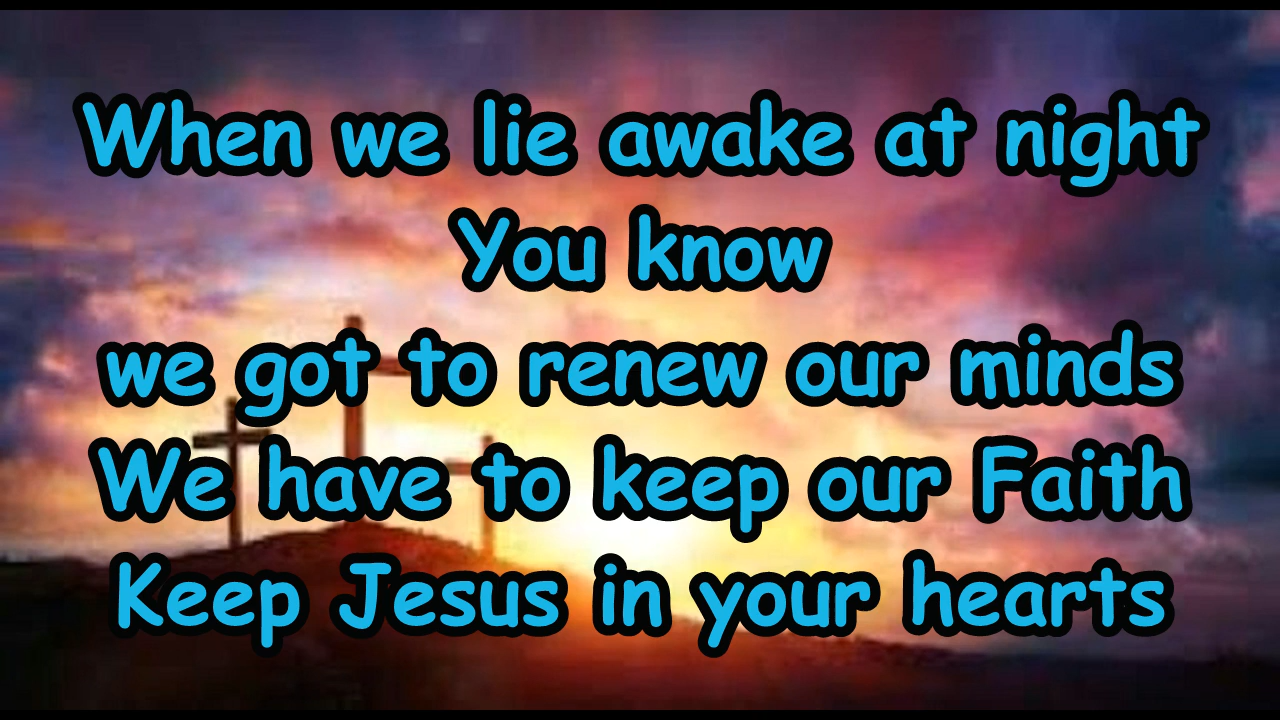 When we lie awake at night
You know
we got to renew our minds
We have to keep our Faith
Keep Jesus in your hearts